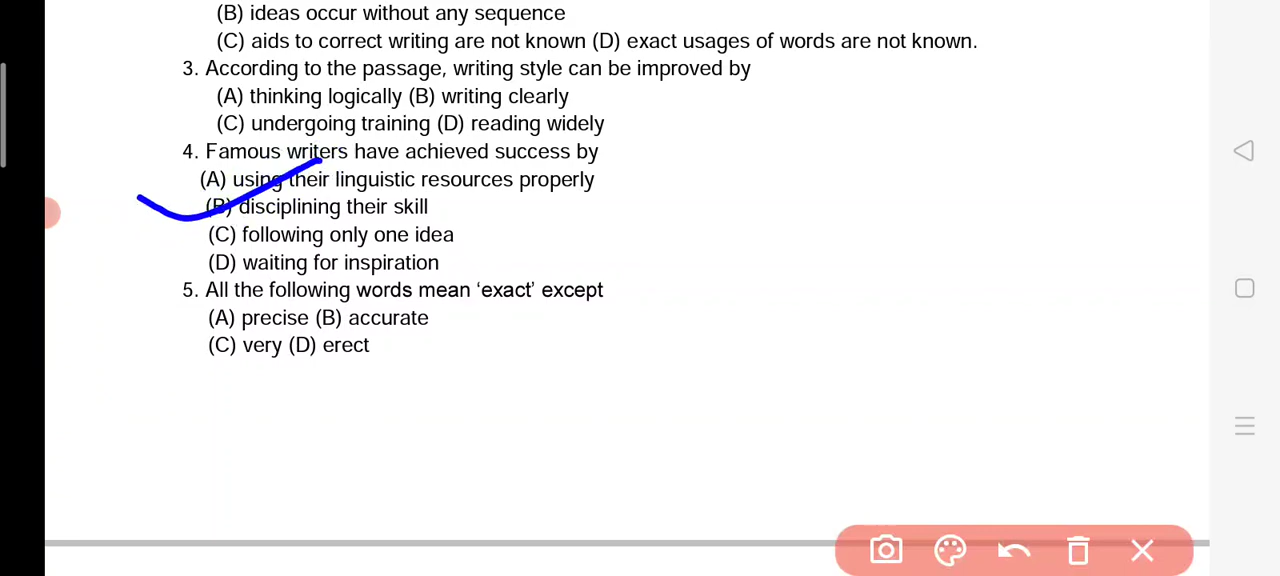 (B) ideas occur without any sequence
(C) aids to correct writing are not known (D) exact usages of words are not known.
3. According to the passage, writing style can be improved by
(A) thinking logically (B) writing clearly
(C) undergoing training (D) reading widely
4. Famous writers have achieved success by
(A) using their linguistic resources properly
(B) disciplining their skill
(C) following only one idea
(D) waiting for inspiration
5. All the following words mean ‘exact’ except
(A) precise (B) accurate
(C) very (D) erect